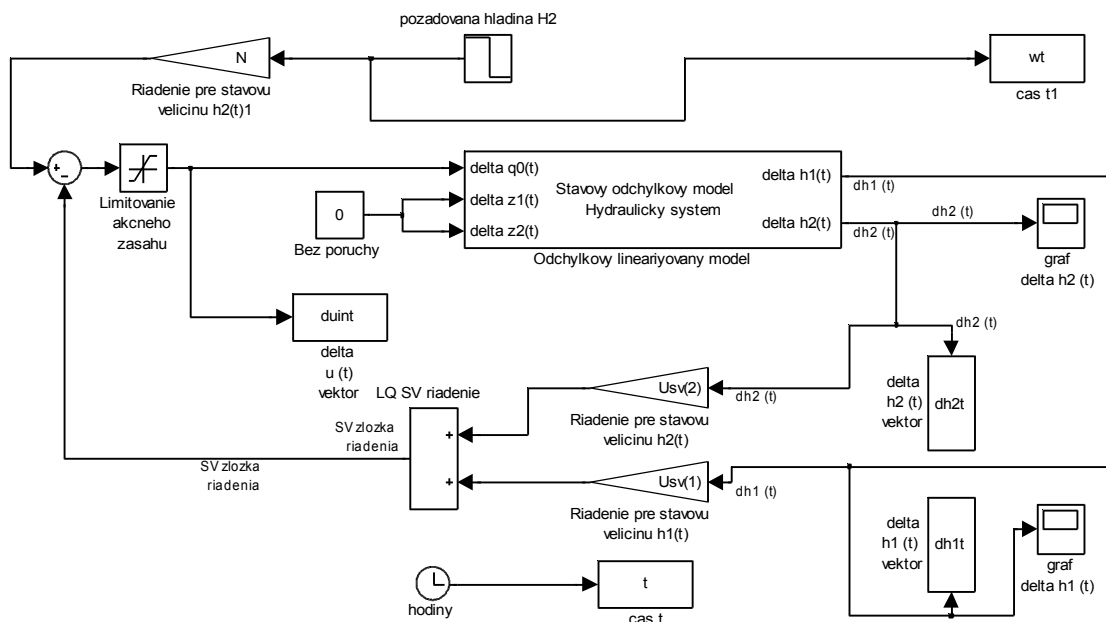 pozadovana hladina H2
N
Riadenie pre stavovu
velicinu h2(t)1
wt
cas t1
+
-
Limitovanie
akcneho
zasahu
delta q0(t)
delta z1(t)
delta z2(t)
Stavovy odchylkovy model
Hydraulicky system
delta h1(t)
delta h2(t)
Odchylkovy lineariyovany model
0
Bez poruchy
dh1 (t)
dh2 (t)
dh2 (t)
graf
delta h2 (t)
duint
delta
u (t)
vektor
dh2 (t)
delta
h2 (t)
vektor
dh2t
LQ SV riadenie
Usv(2)
dh2 (t)
Riadenie pre stavovu
velicinu h2(t)
SV zlozka
riadenia
+
+
SV zlozka
riadenia
Usv(1)
dh1 (t)
Riadenie pre stavovu
velicinu h1(t)
delta
h1 (t)
vektor
dh1t
graf
delta h1 (t)
hodiny
t
cas t